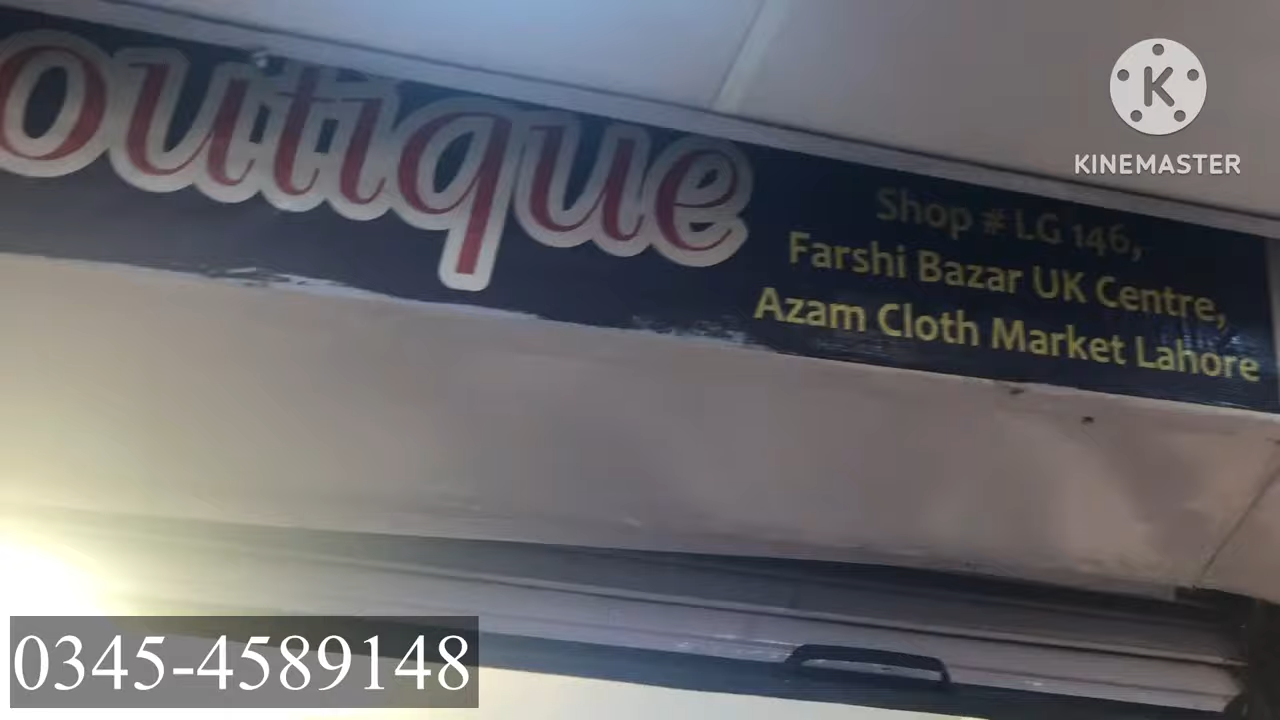 outique
Shop # LG 146,
Farshi Bazar UK Centre,
Azam Cloth Market Lahore
K
KINEMASTER
0345-4589148